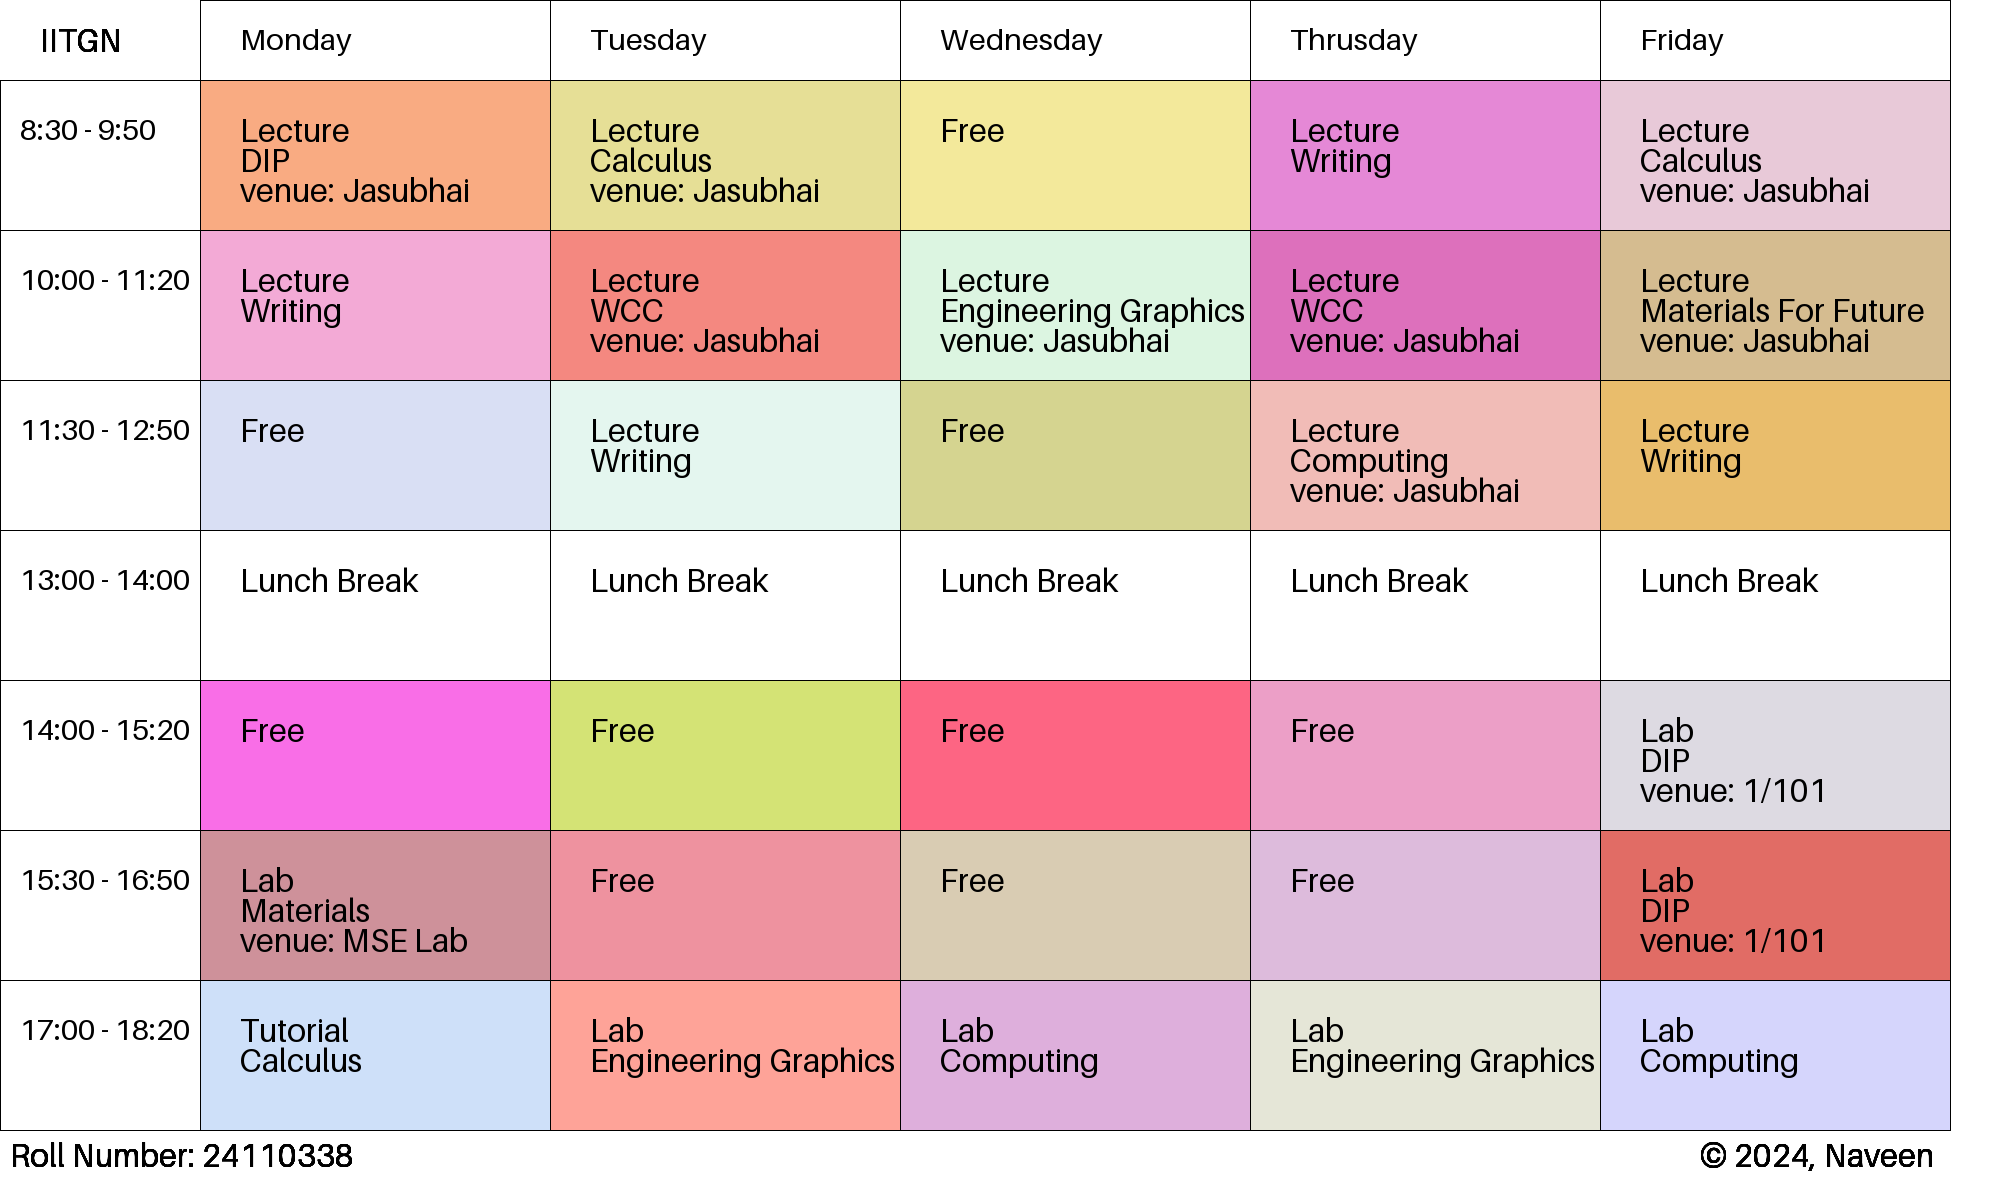 IITGN Monday Tuesday Wednesday Thrusday Friday
8:30 - 9:50
Lecture
DIP
venue: Jasubhai
Lecture
Calculus
venue: Jasubhai
Free
Lecture
Writing
Lecture
Calculus
venue: Jasubhai
10:00 - 11:20
Lecture
Writing
Lecture
WCC
venue: Jasubhai
Lecture
Engineering Graphics
venue: Jasubhai
Lecture
WCC
venue: Jasubhai
Lecture
Materials For Future
venue: Jasubhai
11:30 - 12:50
Free
Lecture
Writing
Free
Lecture
Computing
venue: Jasubhai
Lecture
Writing
13:00 - 14:00
Lunch Break
Lunch Break
Lunch Break
Lunch Break
Lunch Break
14:00 - 15:20
Free
Free
Free
Free
Lab
DIP
venue: 1/101
15:30 - 16:50
Lab
Materials
venue: MSE Lab
Free
Free
Free
Lab
DIP
venue: 1/101
17:00 - 18:20
Tutorial
Calculus
Lab
Engineering Graphics
Lab
Computing
Lab
Engineering Graphics
Lab
Computing
Roll Number: 24110338
© 2024, Naveen